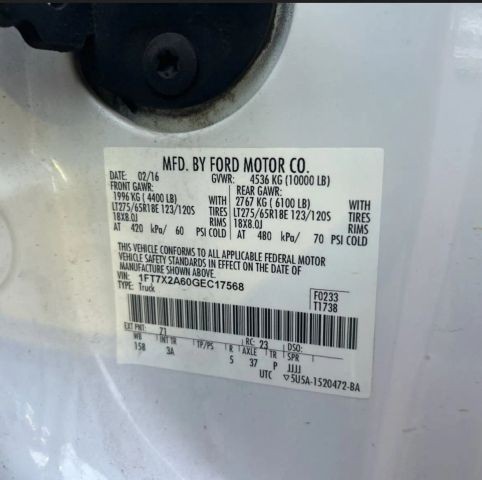 MFD. BY FORD MOTOR CO.
DATE: 02/16 GVWR: 4536 KG (10000 LB)
FRONT GAWR: REAR GAWR:
1996 KG (4400 LB) WITH 2767 KG (6100 LB) WITH
LT275/65R18E 123/120S TIRES LT275/65R18E 123/120S TIRES
18X8.0J RIMS 18X8.0J RIMS
AT 420 kPa/ 60 PSI COLD AT 480 kPa/ 70 PSI COLD
THIS VEHICLE CONFORMS TO ALL APPLICABLE FEDERAL MOTOR
VEHICLE SAFETY STANDARDS IN EFFECT ON THE DATE OF
MANUFACTURE SHOWN ABOVE.
VIN: 1FT7X2A60GEC17568 F0233
TYPE: Truck T1738
EXT PNT: Z1 RC: 23 DSO:
WB INT TR TP/PS R AXLE TR SPR
158 3A 5 37 P JJJJ
UTC ▽5U5A-1520472-BA